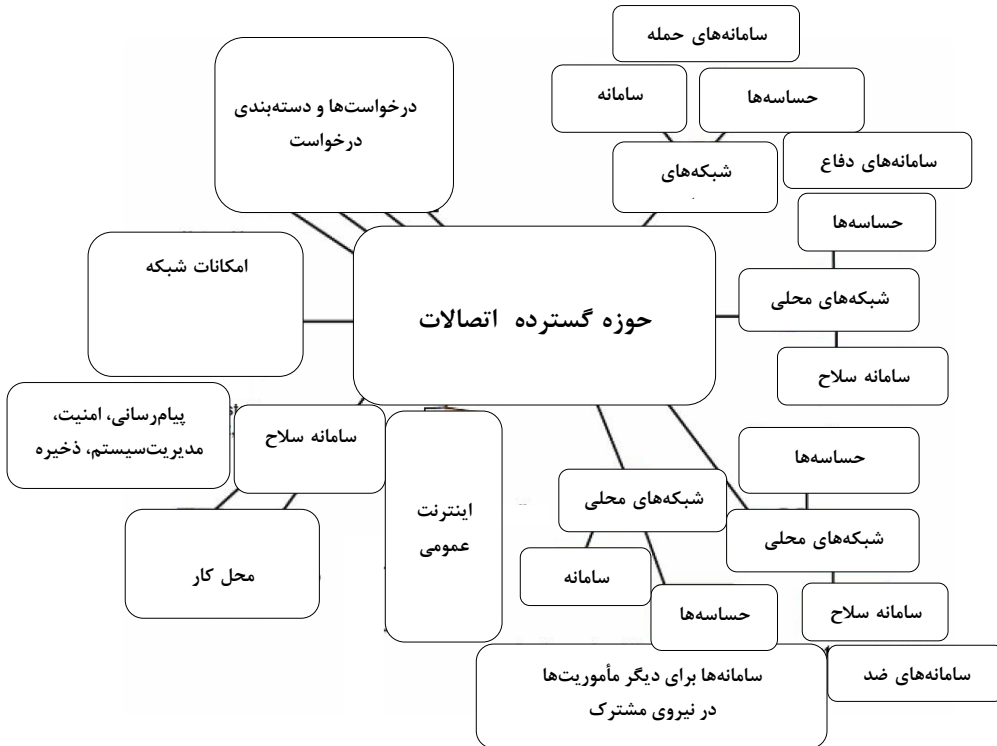 سامانه‌های حمله
سامانه
حساسه‌ها
شبکه‌های
درخواست‌ها و دسته‌بندی
درخواست
سامانه‌های دفاع
حساسه‌ها
شبکه‌های محلی
سامانه سلاح
امکانات شبکه
حوزه گسترده اتصالات
پیام‌رسانی، امنیت،
مدیریت‌سیستم، ذخیره
سامانه سلاح
محل کار
اینترنت
عمومی
شبکه‌های محلی
سامانه
حساسه‌ها
حساسه‌ها
شبکه‌های محلی
سامانه سلاح
سامانه‌های ضد
سامانه‌ها برای دیگر مأموریت‌ها
در نیروی مشترک